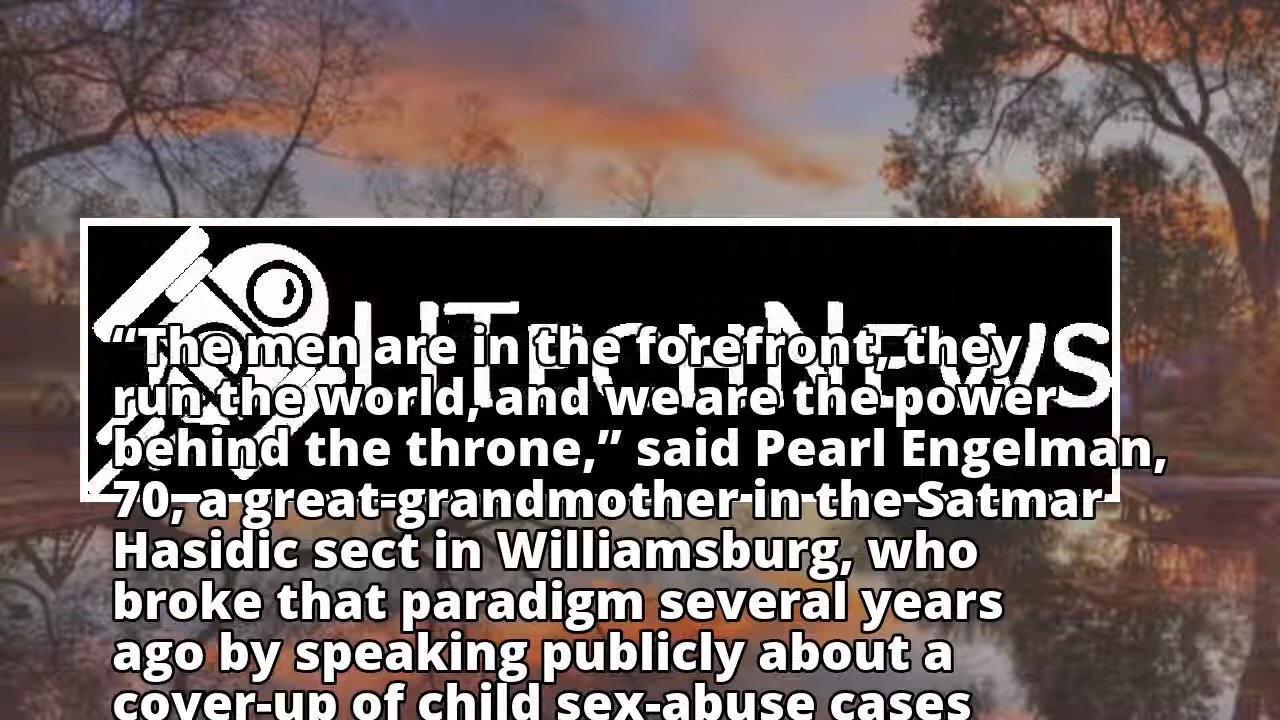 “The men are in the forefront, they
run the world, and we are the power
behind the throne,” said Pearl Engelman,
70, a great-grandmother in the Satmar
Hasidic sect in Williamsburg, who
broke that paradigm several years
ago by speaking publicly about a
cover-up of child sex-abuse cases